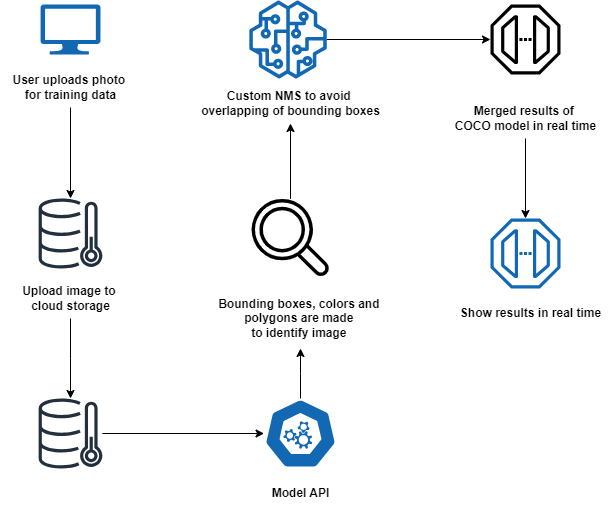 User uploads photo
for training data
Custom NMS to avoid
overlapping of bounding boxes
Merged results of
COCO model in real time
Upload image to
cloud storage
Bounding boxes, colors and
polygons are made
to identify image
Show results in real time
Model API